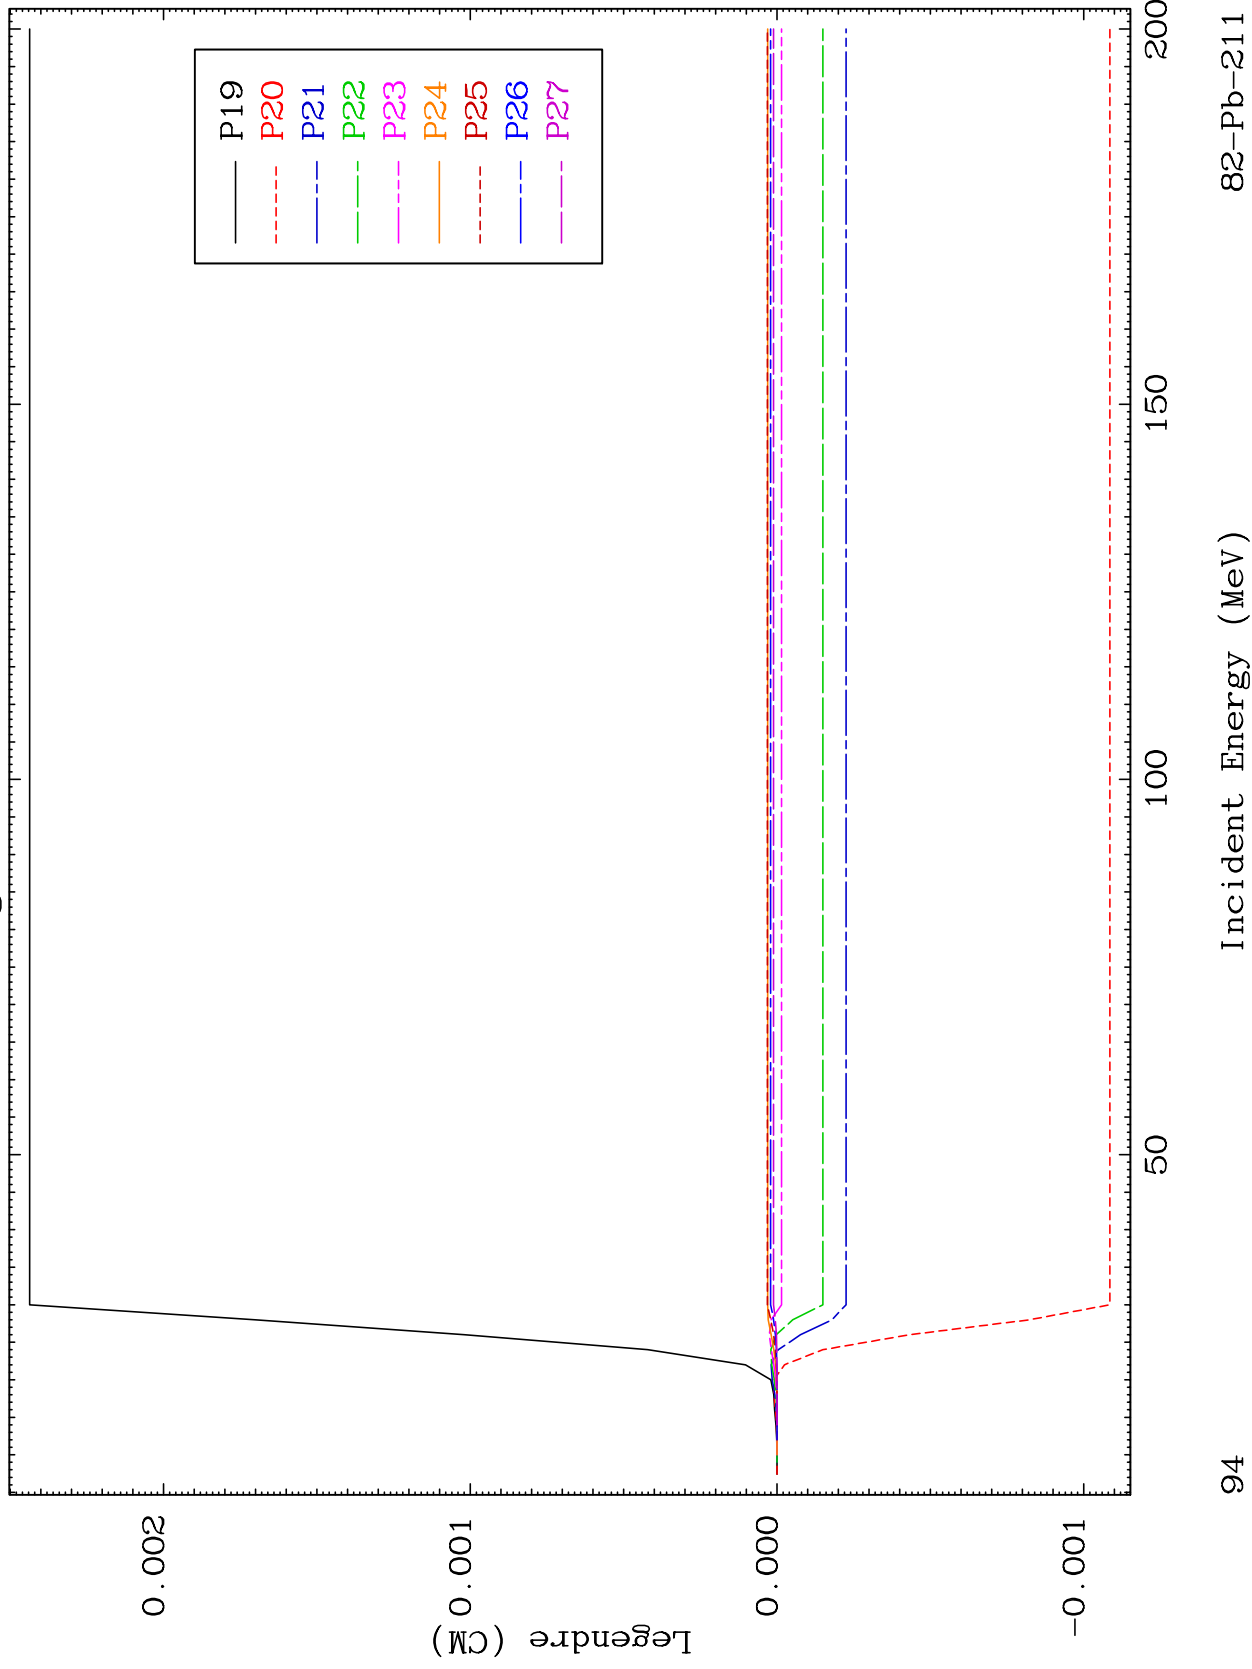 P19
P20
P21
P22
P23
P24
P25
P26
P27
0.002
0.001
0.000
-0.001
Legendre (CM)
50
100
150
200
Incident Energy (MeV)
94
82-Pb-211